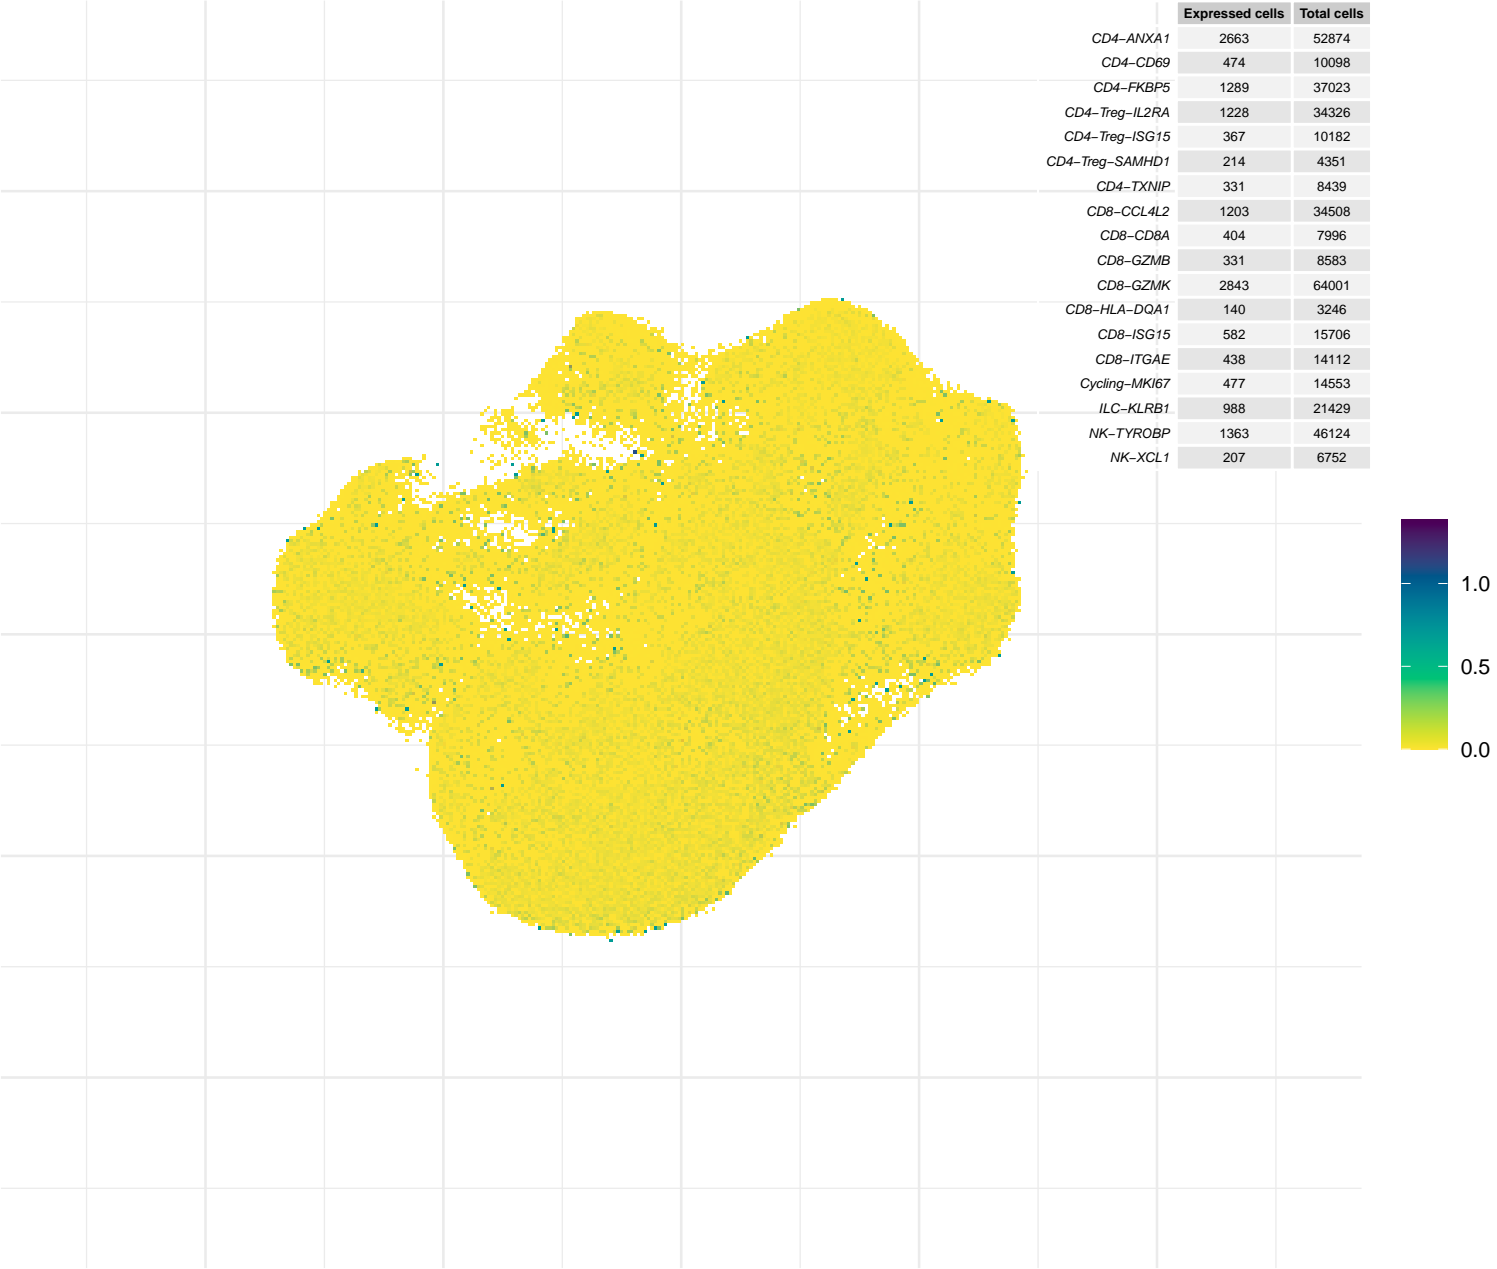 Expressed cells Total cells
CD4−ANXA1 2663 52874
CD4−CD69 474 10098
CD4−FKBP5 1289 37023
CD4−Treg−IL2RA 1228 34326
CD4−Treg−ISG15 367 10182
CD4−Treg−SAMHD1 214 4351
CD4−TXNIP 331 8439
CD8−CCL4L2 1203 34508
CD8−CD8A 404 7996
CD8−GZMB 331 8583
CD8−GZMK 2843 64001
CD8−HLA−DQA1 140 3246
CD8−ISG15 582 15706
CD8−ITGAE 438 14112
Cycling−MKI67 477 14553
ILC−KLRB1 988 21429
NK−TYROBP 1363 46124
NK−XCL1 207 6752
1.0
0.5
0.0